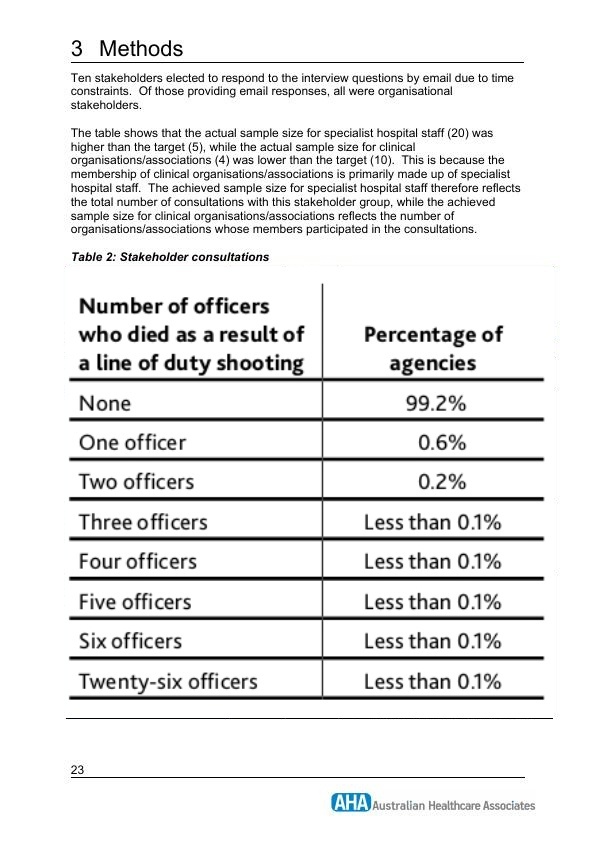 3 Methods
Ten stakeholders elected to respond to the interview questions by email due to time
constraints. Of those providing email responses, all were organisational
stakeholders.
The table shows that the actual sample size for specialist hospital staff (20) was
higher than the target (5), while the actual sample size for clinical
organisations/associations (4) was lower than the target (10). This is because the
membership of clinical organisations/associations is primarily made up of specialist
hospital staff. The achieved sample size for specialist hospital staff therefore reflects
the total number of consultations with this stakeholder group, while the achieved
sample size for clinical organisations/associations reflects the number of
organisations/associations whose members participated in the consultations.
Table 2: Stakeholder consultations
Number of officers
who died as a result of
a line of duty shooting
Percentage of
agencies
None 99.2%
One officer 0.6%
Two officers 0.2%
Three officers Less than 0.1%
Four officers Less than 0.1%
Five officers Less than 0.1%
Six officers Less than 0.1%
Twenty-six officers Less than 0.1%
23
AHA Australian Healthcare Associates